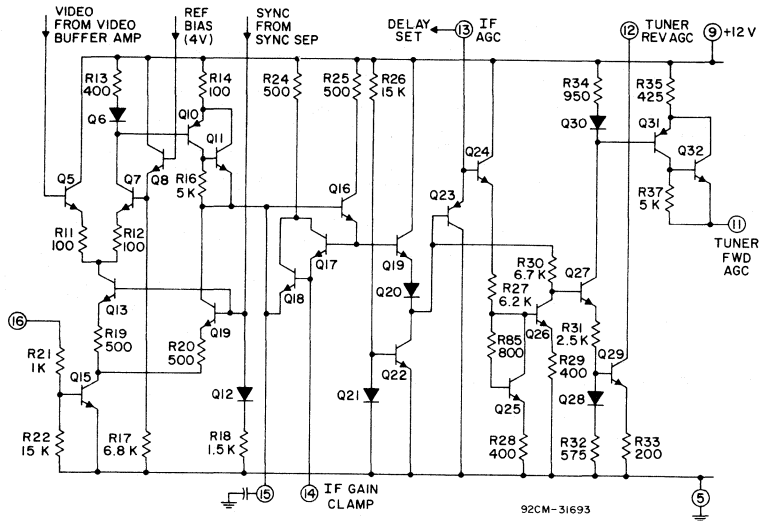 VIDEO
FROM VIDEO
BUFFER AMP
REF
BIAS
(4V)
SYNC
FROM
SYNC SEP
DELAY
SET
13
IF
AGC
12
TUNER
REV AGC
9
+12 V
R13
400
R14
100
R24
500
R25
500
R26
15 K
R34
950
R35
425
Q6
Q10
Q11
Q30
Q31
Q32
Q5
Q7
Q8
R16
5 K
Q16
Q23
Q24
R37
5 K
11
TUNER
FWD
AGC
R11
100
R12
100
Q17
Q18
Q19
Q20
R30
6.7 K
R27
6.2 K
Q27
Q26
Q13
Q19
R31
2.5 K
16
R19
500
R20
500
R85
800
R29
400
Q29
R21
1K
Q15
Q12
Q21
Q22
Q25
Q28
R22
15 K
R17
6.8 K
R18
1.5 K
R28
400
R32
575
R33
200
15
14
IF GAIN
CLAMP
5
92CM-31693